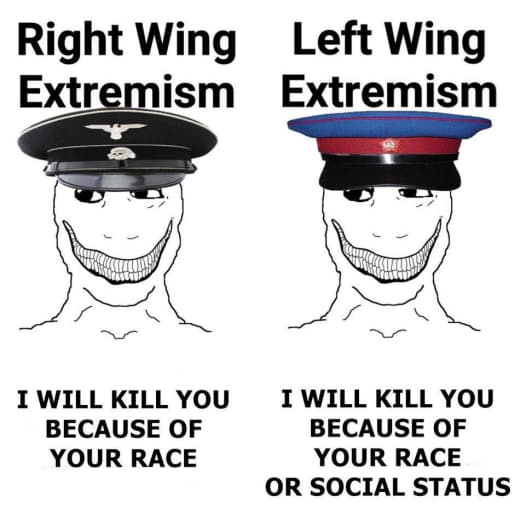 Right Wing
Extremism
Left Wing
Extremism
I WILL KILL YOU
BECAUSE OF
YOUR RACE
I WILL KILL YOU
BECAUSE OF
YOUR RACE
OR SOCIAL STATUS